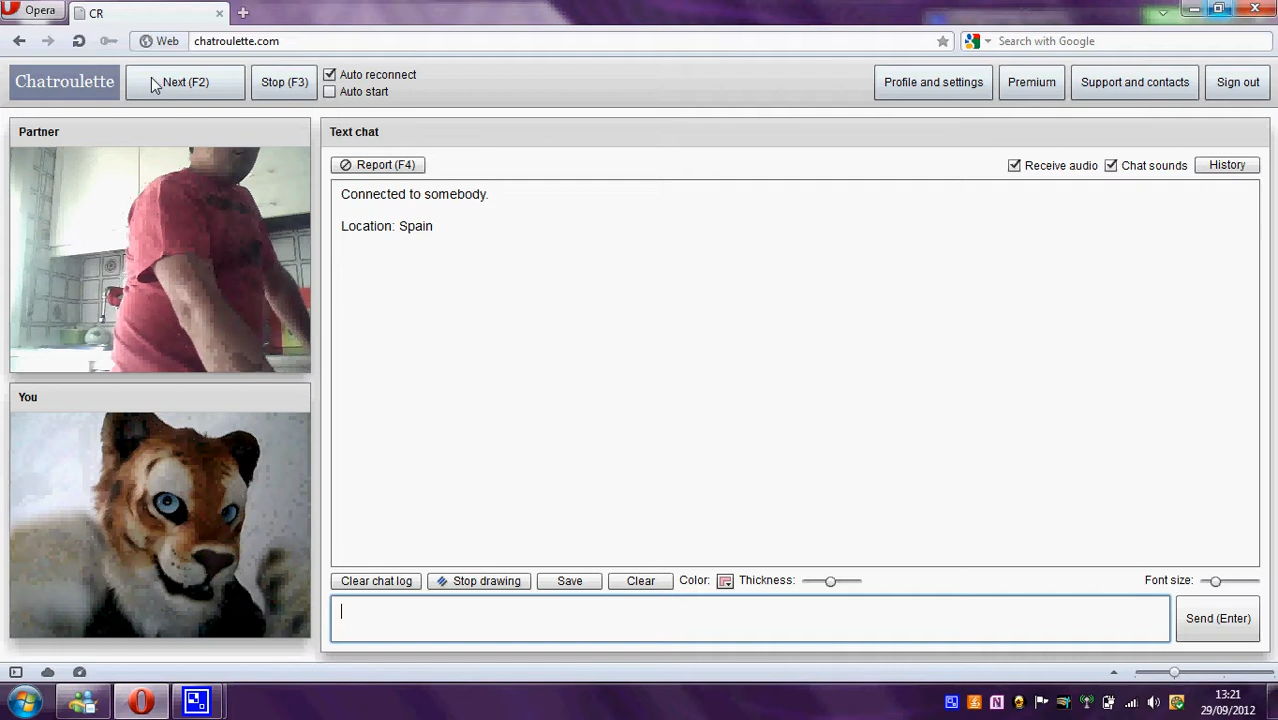 Opera
CR
Web
chatroulette.com
Search with Google
Chatroulette
Next (F2)
Stop (F3)
Auto reconnect
Auto start
Profile and settings
Premium
Support and contacts
Sign out
Partner
Text chat
Report (F4)
Receive audio
Chat sounds
History
Connected to somebody.
Location: Spain
You
Clear chat log
Stop drawing
Save
Clear
Color:
Thickness:
Font size:
Send (Enter)
13:21
29/09/2012